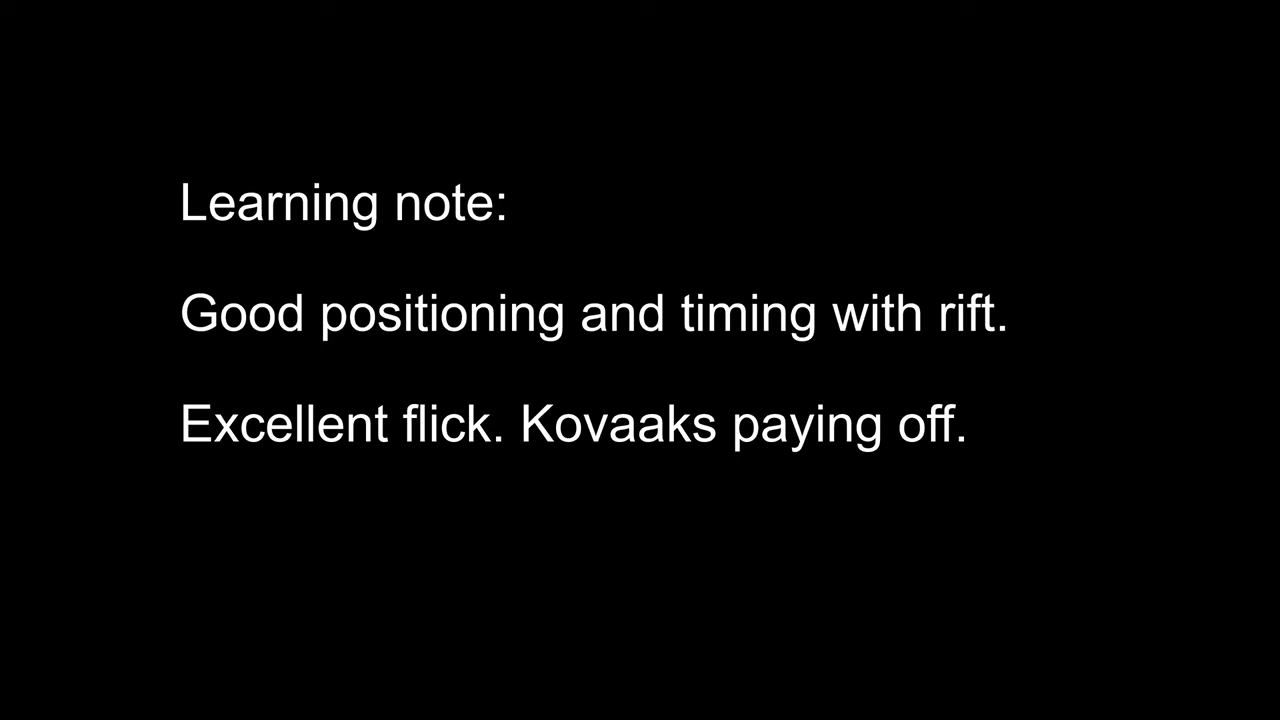 Learning note:
Good positioning and timing with rift.
Excellent flick. Kovaaks paying off.